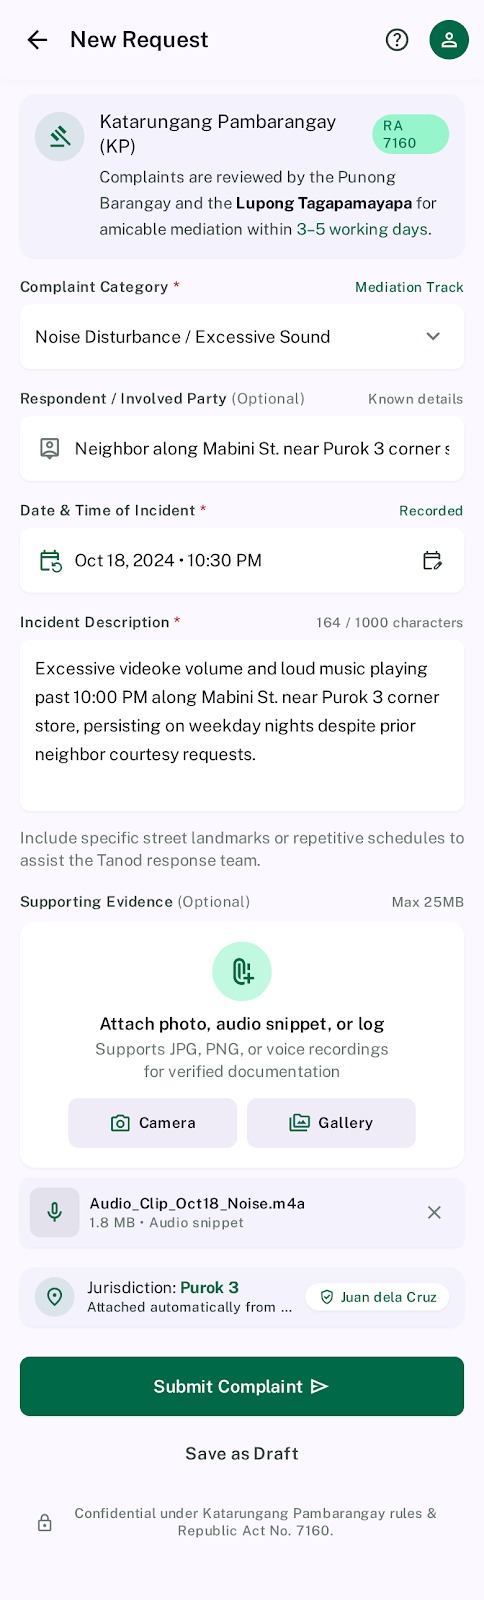 New Request
Katarungang Pambarangay
(KP)
RA
7160
Complaints are reviewed by the Punong
Barangay and the Lupong Tagapamayapa for
amicable mediation within 3–5 working days.
Complaint Category *
Mediation Track
Noise Disturbance / Excessive Sound
Respondent / Involved Party (Optional)
Known details
Neighbor along Mabini St. near Purok 3 corner s
Date & Time of Incident *
Recorded
Oct 18, 2024 • 10:30 PM
Incident Description *
164 / 1000 characters
Excessive videoke volume and loud music playing
past 10:00 PM along Mabini St. near Purok 3 corner
store, persisting on weekday nights despite prior
neighbor courtesy requests.
Include specific street landmarks or repetitive schedules to
assist the Tanod response team.
Supporting Evidence (Optional)
Max 25MB
Attach photo, audio snippet, or log
Supports JPG, PNG, or voice recordings
for verified documentation
Camera
Gallery
Audio_Clip_Oct18_Noise.m4a
1.8 MB • Audio snippet
Jurisdiction: Purok 3
Attached automatically from ...
Juan dela Cruz
Submit Complaint
Save as Draft
Confidential under Katarungang Pambarangay rules &
Republic Act No. 7160.